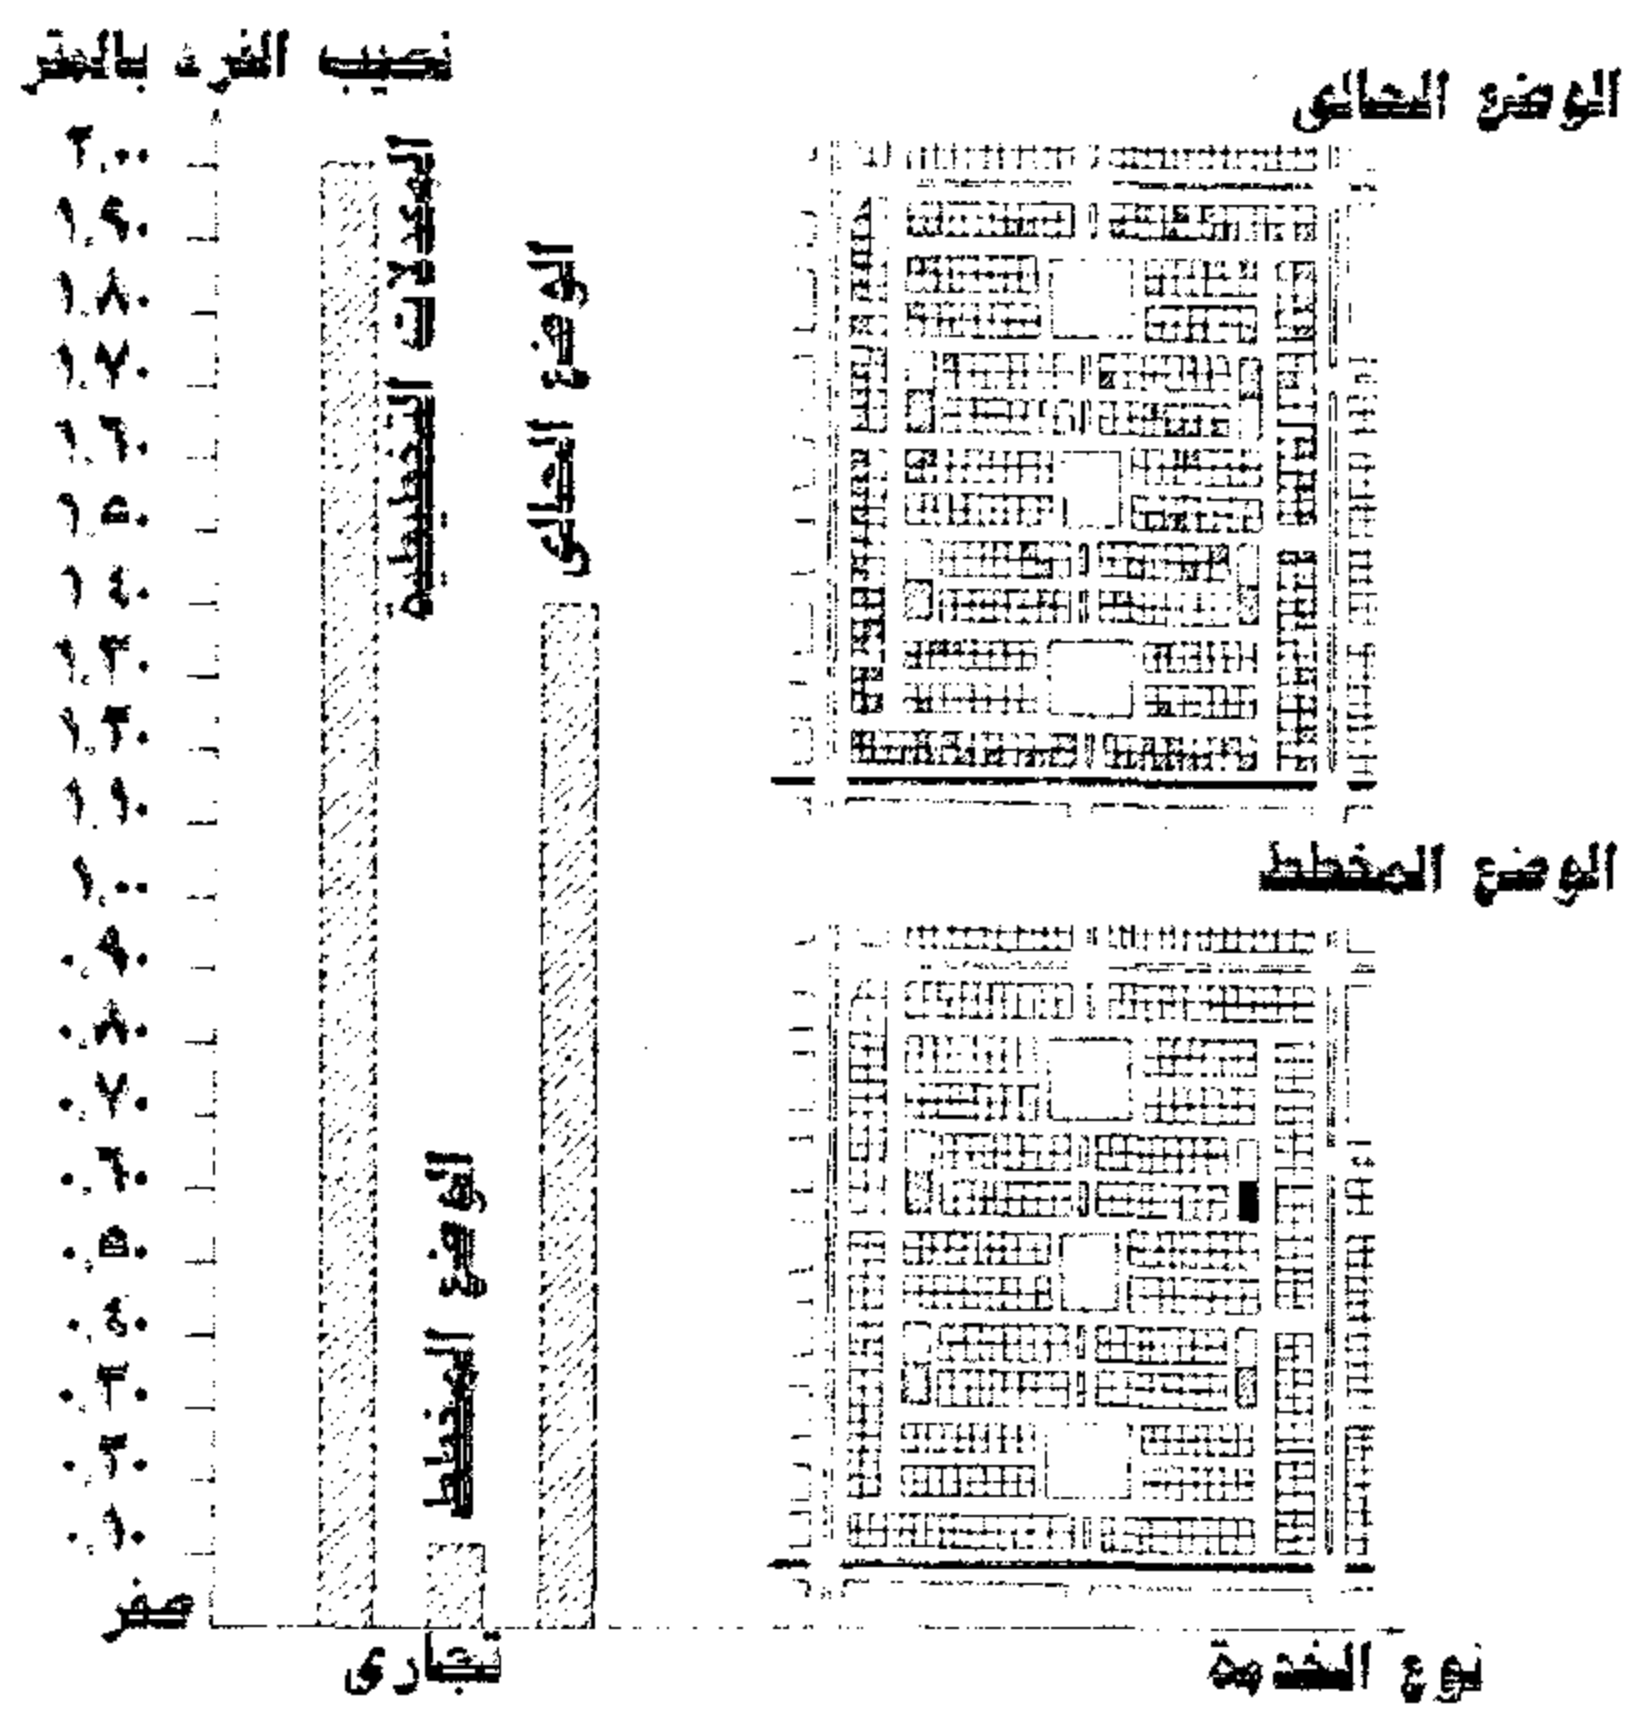 نصيب الفرد بالمتر
الوضع الحالى
٢,٠٠
١,٩٠
١,٨٠
١,٧٠
١,٦٠
١,٥٠
١,٤٠
١,٣٠
١,٢٠
١,١٠
١,٠٠
٠,٩٠
٠,٨٠
٠,٧٠
٠,٦٠
٠,٥٠
٠,٤٠
٠,٣٠
٠,٢٠
٠,١٠
صفر
المعدلات التخطيطية
الوضع المخطط
الوضع الحالى
الوضع المخطط
تجارى
نوع الخدمة